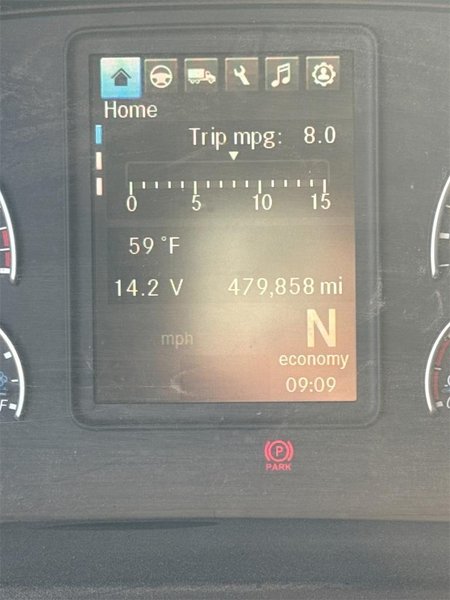 Home
Trip mpg: 8.0
0 5 10 15
59 °F
14.2 V 479,858 mi
N
mph
economy
09:09
F
P
PARK